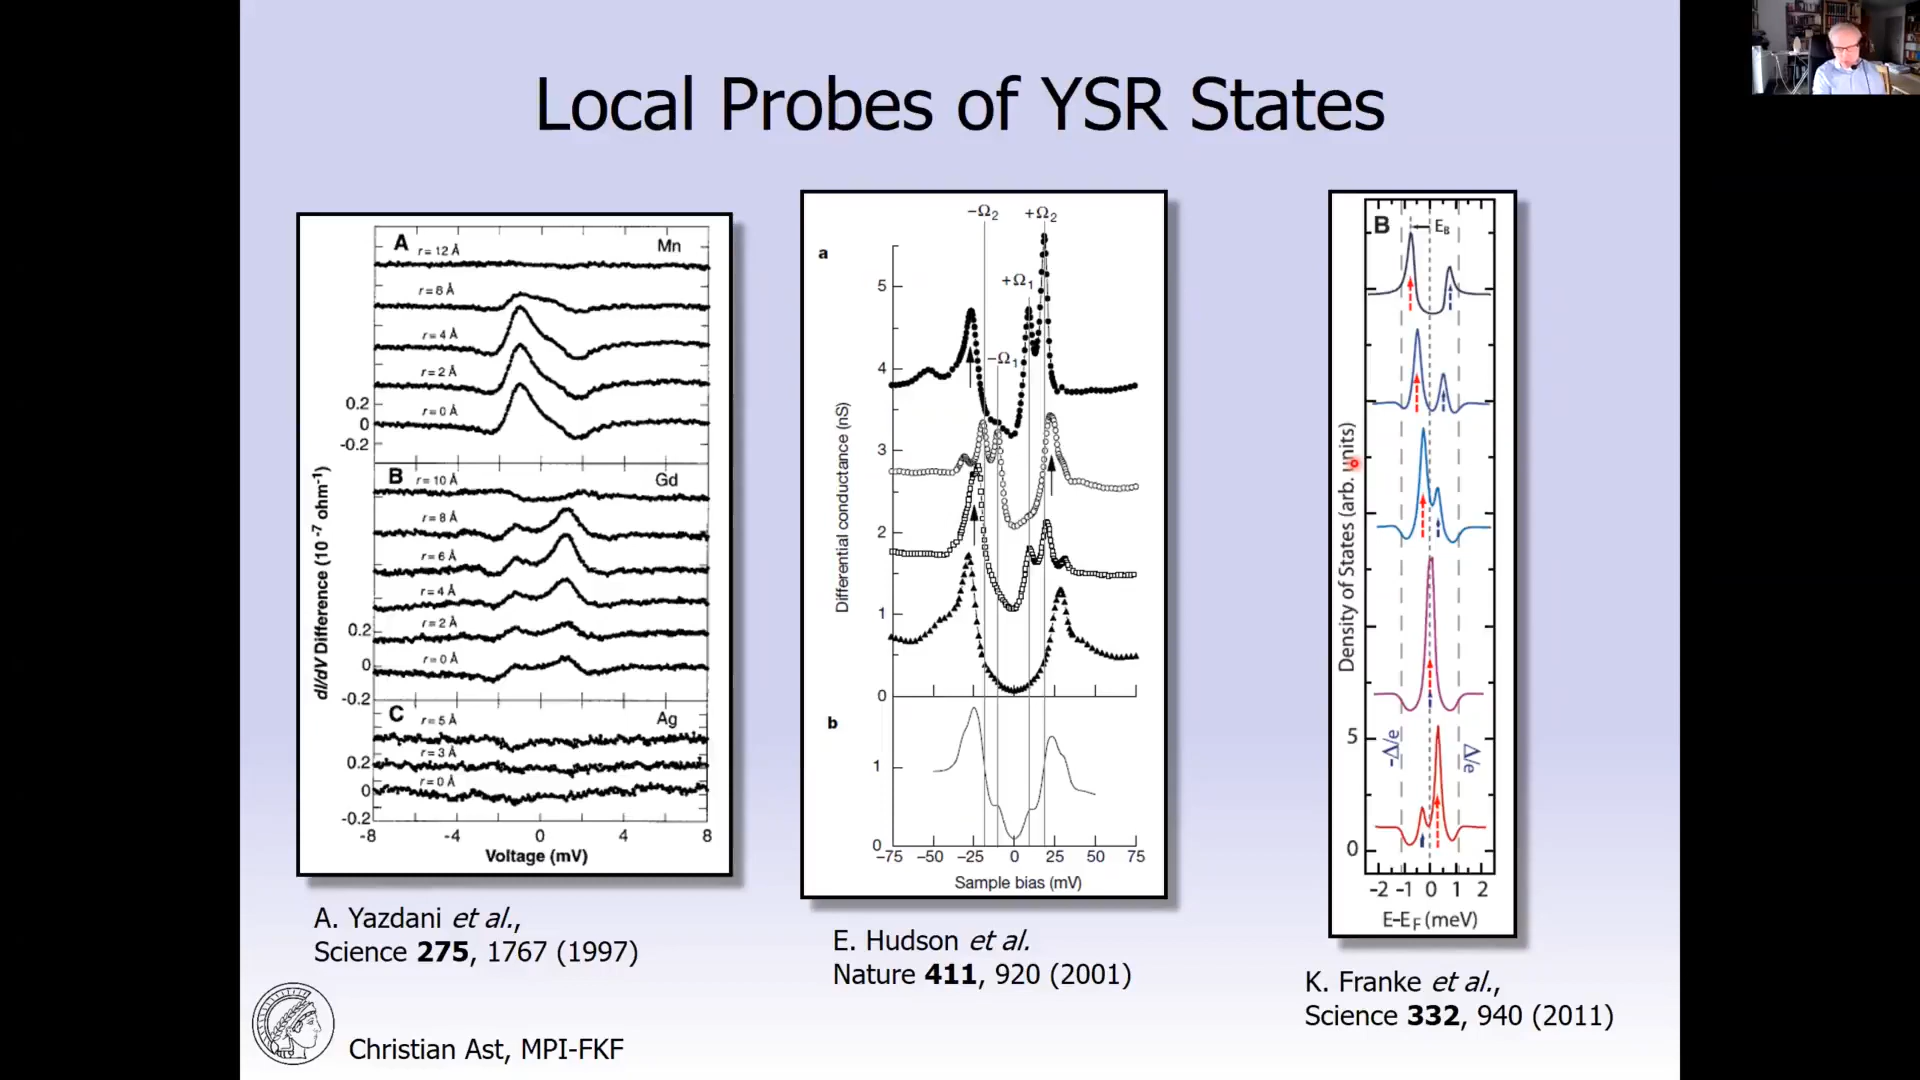 Local Probes of YSR States
A
Mn
r = 12 Å
r = 8 Å
r = 4 Å
r = 2 Å
r = 0 Å
0.2
0
-0.2
B
Gd
r = 10 Å
r = 8 Å
r = 6 Å
r = 4 Å
r = 2 Å
r = 0 Å
0.2
0
-0.2
C
Ag
r = 5 Å
r = 3 Å
r = 0 Å
0.2
0
-0.2
-8 -4 0 4 8
Voltage (mV)
dI/dV Difference (10⁻⁷ ohm⁻¹)
A. Yazdani et al.,
Science 275, 1767 (1997)
a
−Ω₂ +Ω₂
+Ω₁
−Ω₁
5
4
3
2
1
0
Differential conductance (nS)
b
1
0
−75 −50 −25 0 25 50 75
Sample bias (mV)
E. Hudson et al.
Nature 411, 920 (2001)
B
E_B
Density of States (arb. units)
5
0
-Δ/e
Δ/e
-2 -1 0 1 2
E-E_F (meV)
K. Franke et al.,
Science 332, 940 (2011)
Christian Ast, MPI-FKF